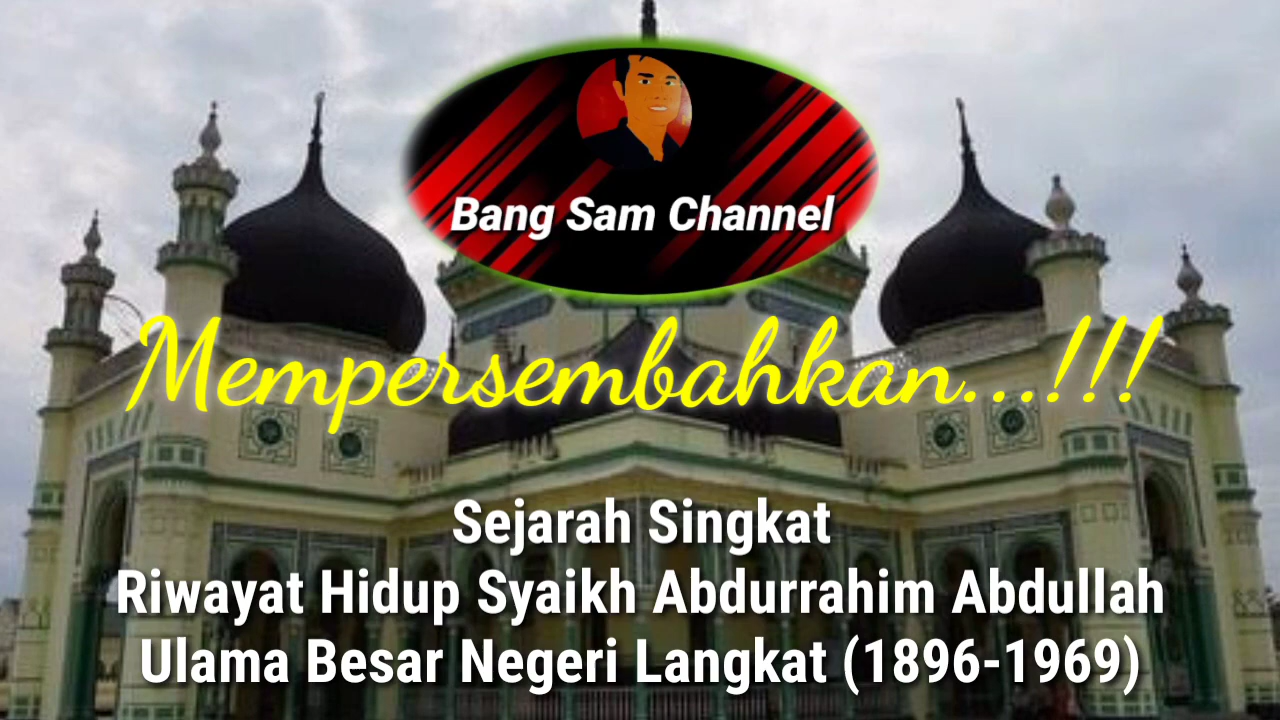 Bang Sam Channel
Mempersembahkan...!!!
Sejarah Singkat
Riwayat Hidup Syaikh Abdurrahim Abdullah
Ulama Besar Negeri Langkat (1896-1969)